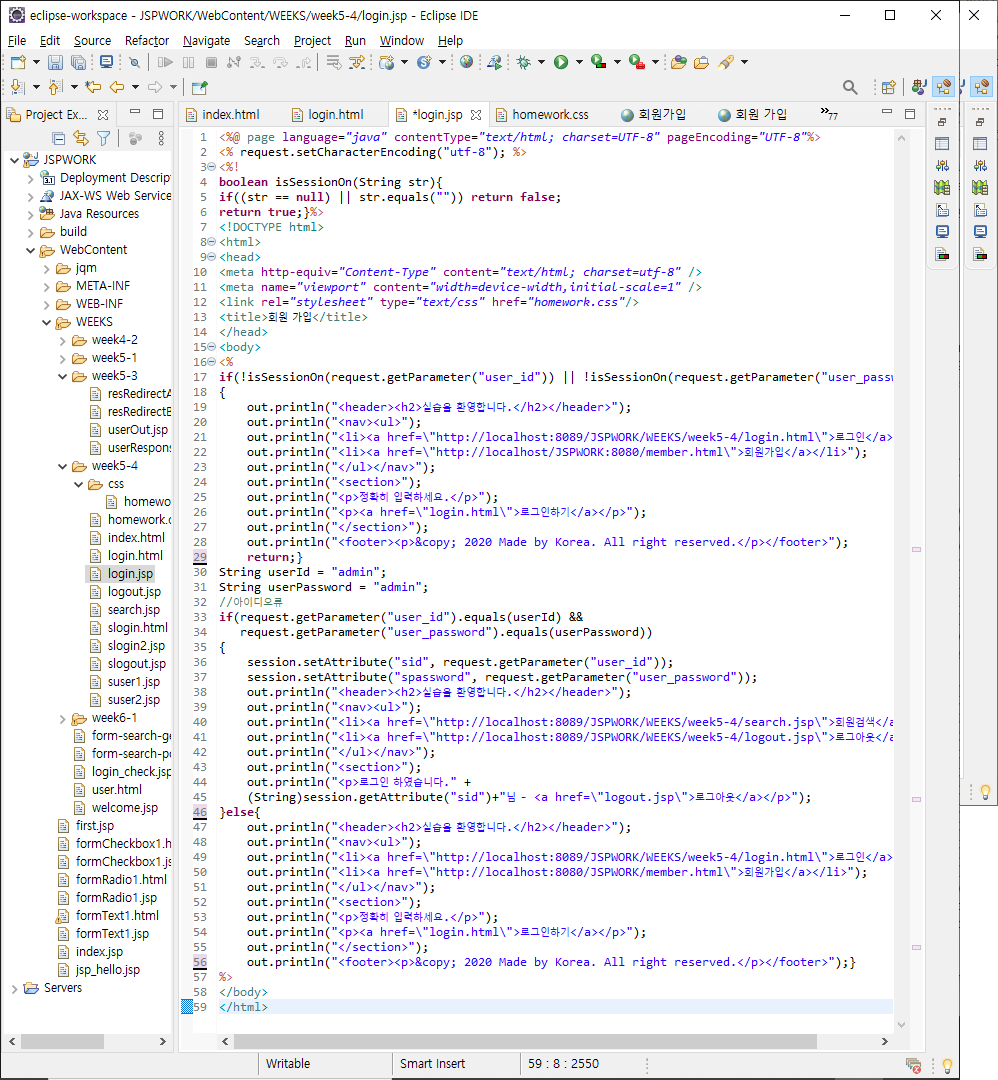 eclipse-workspace - JSPWORK/WebContent/WEEKS/week5-4/login.jsp - Eclipse IDE
File Edit Source Refactor Navigate Search Project Run Window Help
Project Ex...
JSPWORK
Deployment Descrip
JAX-WS Web Service
Java Resources
build
WebContent
jqm
META-INF
WEB-INF
WEEKS
week4-2
week5-1
week5-3
resRedirectA
resRedirectB
userOut.jsp
userRespons
week5-4
css
homewo
homework.c
index.html
login.html
login.jsp
logout.jsp
search.jsp
slogin.html
slogin2.jsp
slogout.jsp
suser1.jsp
suser2.jsp
week6-1
form-search-ge
form-search-po
login_check.jsp
user.html
welcome.jsp
first.jsp
formCheckbox1.h
formCheckbox1.js
formRadio1.html
formRadio1.jsp
formText1.html
formText1.jsp
index.jsp
jsp_hello.jsp
Servers
index.html login.html *login.jsp homework.css 회원가입 회원 가입 »77
1 <%@ page language="java" contentType="text/html; charset=UTF-8" pageEncoding="UTF-8"%>
2 <% request.setCharacterEncoding("utf-8"); %>
3 <%!
4 boolean isSessionOn(String str){
5 if((str == null) || str.equals("")) return false;
6 return true;}%>
7 <!DOCTYPE html>
8 <html>
9 <head>
10 <meta http-equiv="Content-Type" content="text/html; charset=utf-8" />
11 <meta name="viewport" content="width=device-width,initial-scale=1" />
12 <link rel="stylesheet" type="text/css" href="homework.css"/>
13 <title>회원 가입</title>
14 </head>
15 <body>
16 <%
17 if(!isSessionOn(request.getParameter("user_id")) || !isSessionOn(request.getParameter("user_passw
18 {
19 out.println("<header><h2>실습을 환영합니다.</h2></header>");
20 out.println("<nav><ul>");
21 out.println("<li><a href=\"http://localhost:8089/JSPWORK/WEEKS/week5-4/login.html\">로그인</a>
22 out.println("<li><a href=\"http://localhost/JSPWORK:8080/member.html\">회원가입</a></li>");
23 out.println("</ul></nav>");
24 out.println("<section>");
25 out.println("<p>정확히 입력하세요.</p>");
26 out.println("<p><a href=\"login.html\">로그인하기</a></p>");
27 out.println("</section>");
28 out.println("<footer><p>&copy; 2020 Made by Korea. All right reserved.</p></footer>");
29 return;}
30 String userId = "admin";
31 String userPassword = "admin";
32 //아이디오류
33 if(request.getParameter("user_id").equals(userId) &&
34 request.getParameter("user_password").equals(userPassword))
35 {
36 session.setAttribute("sid", request.getParameter("user_id"));
37 session.setAttribute("spassword", request.getParameter("user_password"));
38 out.println("<header><h2>실습을 환영합니다.</h2></header>");
39 out.println("<nav><ul>");
40 out.println("<li><a href=\"http://localhost:8089/JSPWORK/WEEKS/week5-4/search.jsp\">회원검색</a
41 out.println("<li><a href=\"http://localhost:8089/JSPWORK/WEEKS/week5-4/logout.jsp\">로그아웃</a
42 out.println("</ul></nav>");
43 out.println("<section>");
44 out.println("<p>로그인 하였습니다." +
45 (String)session.getAttribute("sid")+"님 - <a href=\"logout.jsp\">로그아웃</a></p>");
46 }else{
47 out.println("<header><h2>실습을 환영합니다.</h2></header>");
48 out.println("<nav><ul>");
49 out.println("<li><a href=\"http://localhost:8089/JSPWORK/WEEKS/week5-4/login.html\">로그인</a>
50 out.println("<li><a href=\"http://localhost:8080/JSPWORK/member.html\">회원가입</a></li>");
51 out.println("</ul></nav>");
52 out.println("<section>");
53 out.println("<p>정확히 입력하세요.</p>");
54 out.println("<p><a href=\"login.html\">로그인하기</a></p>");
55 out.println("</section>");
56 out.println("<footer><p>&copy; 2020 Made by Korea. All right reserved.</p></footer>");}
57 %>
58 </body>
59 </html>
Writable Smart Insert 59 : 8 : 2550